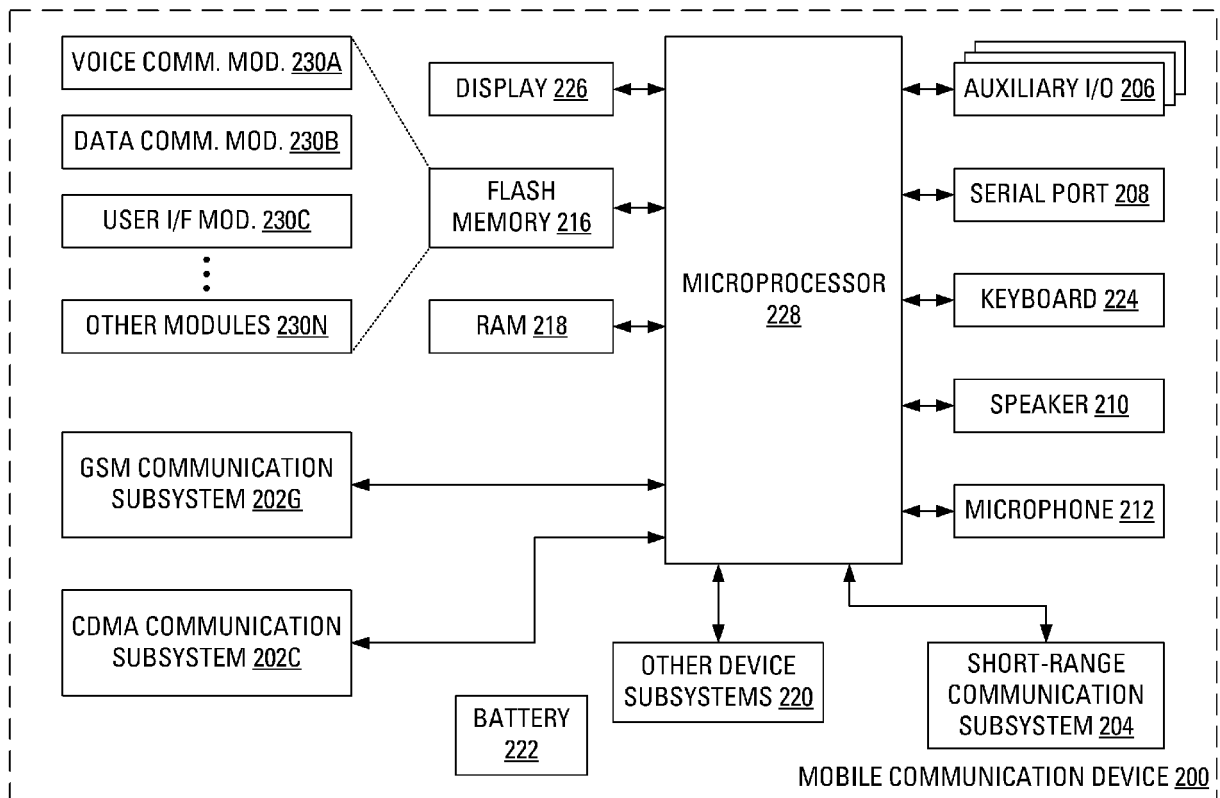 VOICE COMM. MOD. 230A
DATA COMM. MOD. 230B
USER I/F MOD. 230C
OTHER MODULES 230N
DISPLAY 226
FLASH
MEMORY 216
RAM 218
GSM COMMUNICATION
SUBSYSTEM 202G
CDMA COMMUNICATION
SUBSYSTEM 202C
MICROPROCESSOR
228
AUXILIARY I/O 206
SERIAL PORT 208
KEYBOARD 224
SPEAKER 210
MICROPHONE 212
BATTERY
222
OTHER DEVICE
SUBSYSTEMS 220
SHORT-RANGE
COMMUNICATION
SUBSYSTEM 204
MOBILE COMMUNICATION DEVICE 200